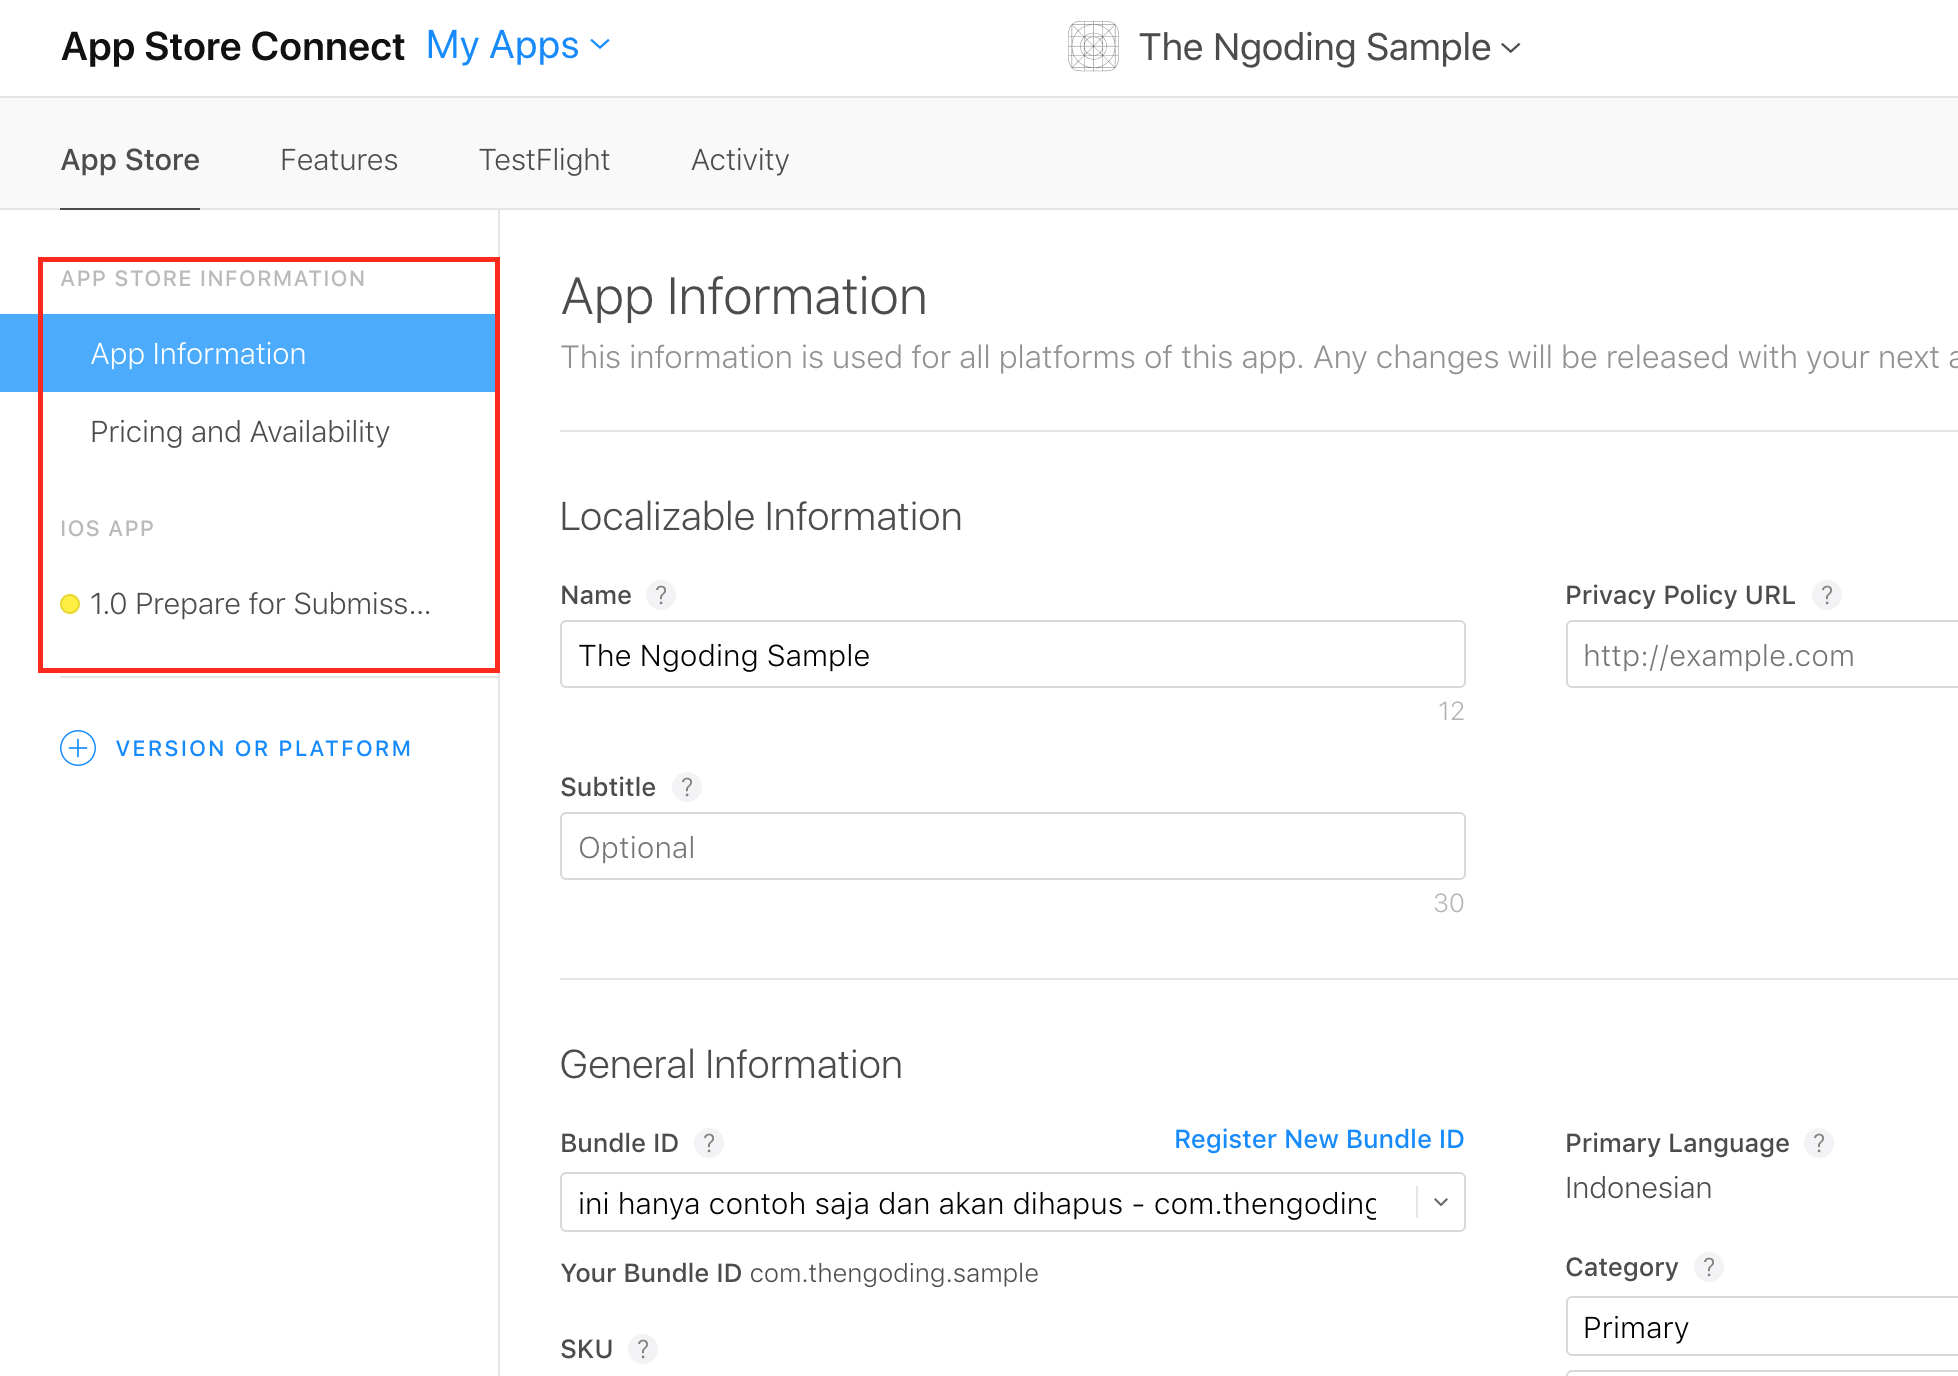 App Store Connect My Apps
The Ngoding Sample
App Store Features TestFlight Activity
APP STORE INFORMATION
App Information
Pricing and Availability
IOS APP
1.0 Prepare for Submiss...
VERSION OR PLATFORM
App Information
This information is used for all platforms of this app. Any changes will be released with your next a
Localizable Information
Name ?
The Ngoding Sample
12
Privacy Policy URL ?
http://example.com
Subtitle ?
Optional
30
General Information
Bundle ID ?
Register New Bundle ID
ini hanya contoh saja dan akan dihapus - com.thengoding
Your Bundle ID com.thengoding.sample
SKU ?
Primary Language ?
Indonesian
Category ?
Primary